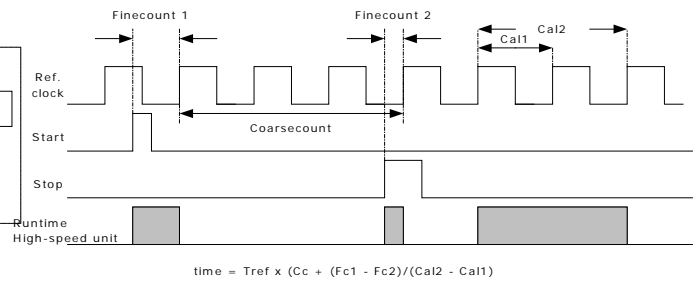 Finecount 1
Finecount 2
Cal2
Cal1
Ref.
clock
Coarsecount
Start
Stop
Runtime
High-speed unit
time = Tref x (Cc + (Fc1 - Fc2)/(Cal2 - Cal1)